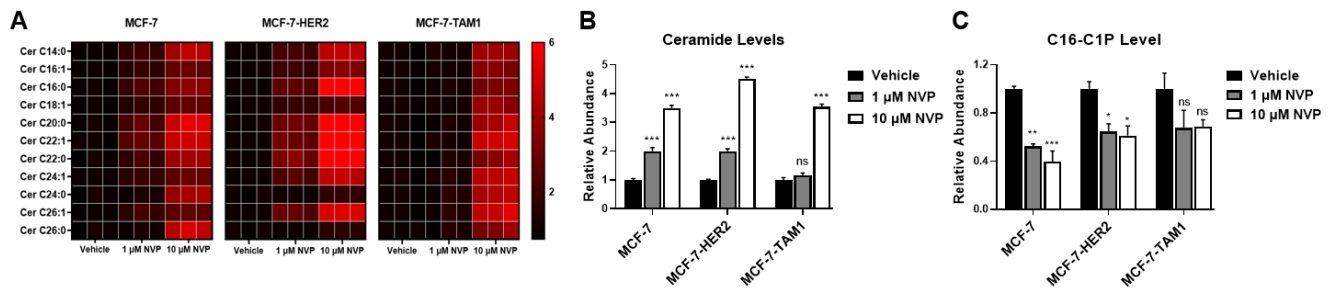 A
MCF-7
MCF-7-HER2
MCF-7-TAM1
Cer C14:0
Cer C16:1
Cer C16:0
Cer C18:1
Cer C20:0
Cer C22:1
Cer C22:0
Cer C24:1
Cer C24:0
Cer C26:1
Cer C26:0
6
4
2
Vehicle 1 µM NVP 10 µM NVP
Vehicle 1 µM NVP 10 µM NVP
Vehicle 1 µM NVP 10 µM NVP
B
Ceramide Levels
Relative Abundance
5
4
3
2
1
0
***
***
***
***
ns
***
MCF-7
MCF-7-HER2
MCF-7-TAM1
Vehicle
1 µM NVP
10 µM NVP
C
C16-C1P Level
Relative Abundance
1.2
0.8
0.4
0.0
**
***
*
*
ns
ns
MCF-7
MCF-7-HER2
MCF-7-TAM1
Vehicle
1 µM NVP
10 µM NVP